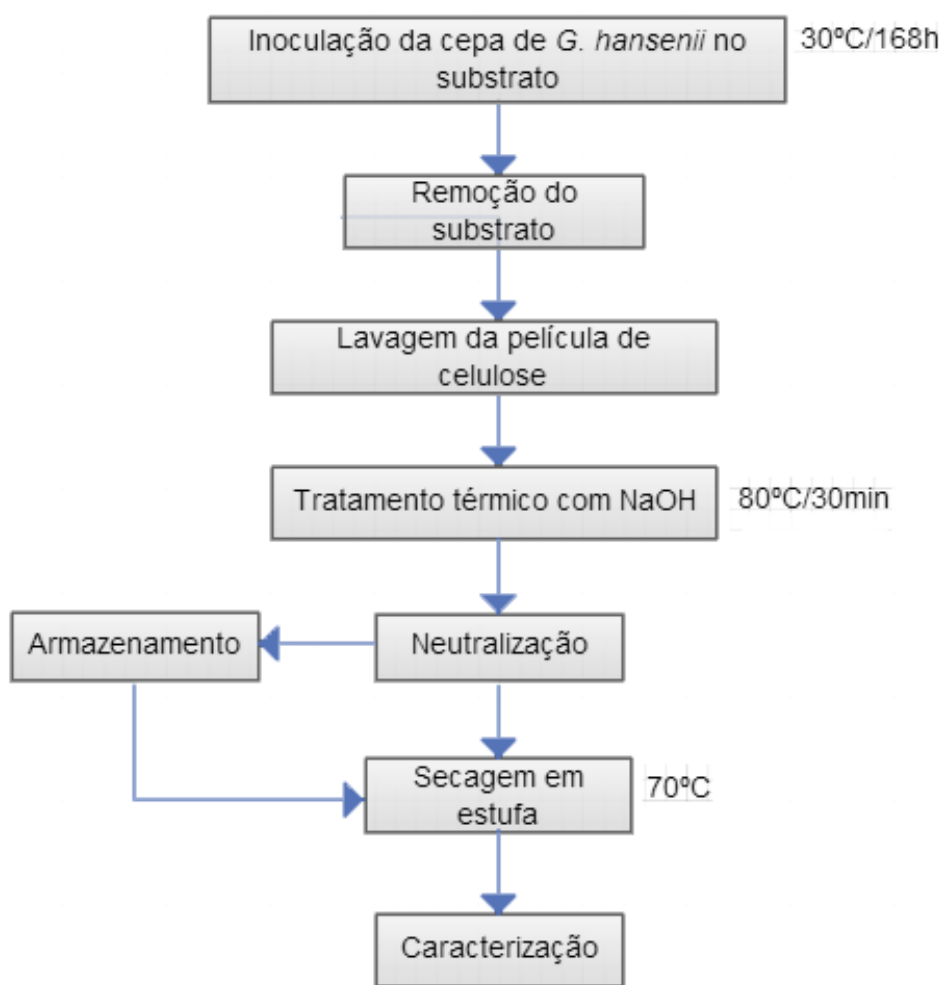 Inoculação da cepa de G. hansenii no
substrato
30ºC/168h
Remoção do
substrato
Lavagem da película de
celulose
Tratamento térmico com NaOH
80ºC/30min
Armazenamento
Neutralização
Secagem em
estufa
70ºC
Caracterização